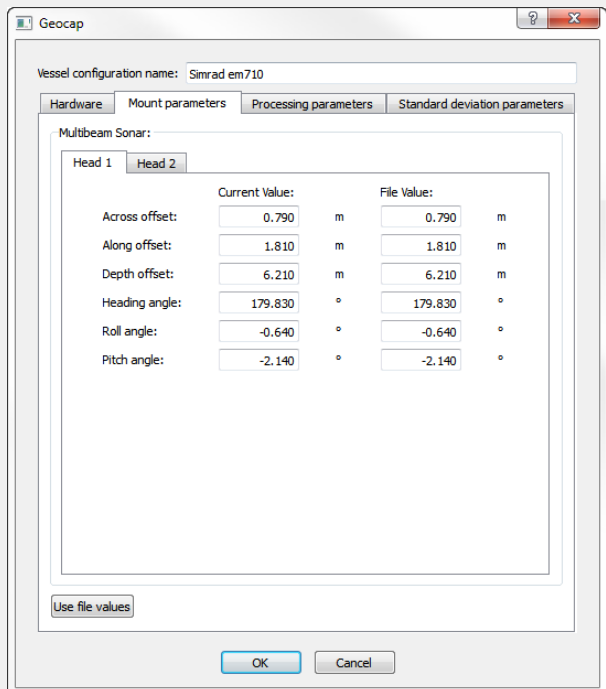 Geocap
?
Vessel configuration name: Simrad em710
Hardware Mount parameters Processing parameters Standard deviation parameters
Multibeam Sonar:
Head 1 Head 2
Current Value: File Value:
Across offset: 0.790 m 0.790 m
Along offset: 1.810 m 1.810 m
Depth offset: 6.210 m 6.210 m
Heading angle: 179.830 ° 179.830 °
Roll angle: -0.640 ° -0.640 °
Pitch angle: -2.140 ° -2.140 °
Use file values
OK Cancel